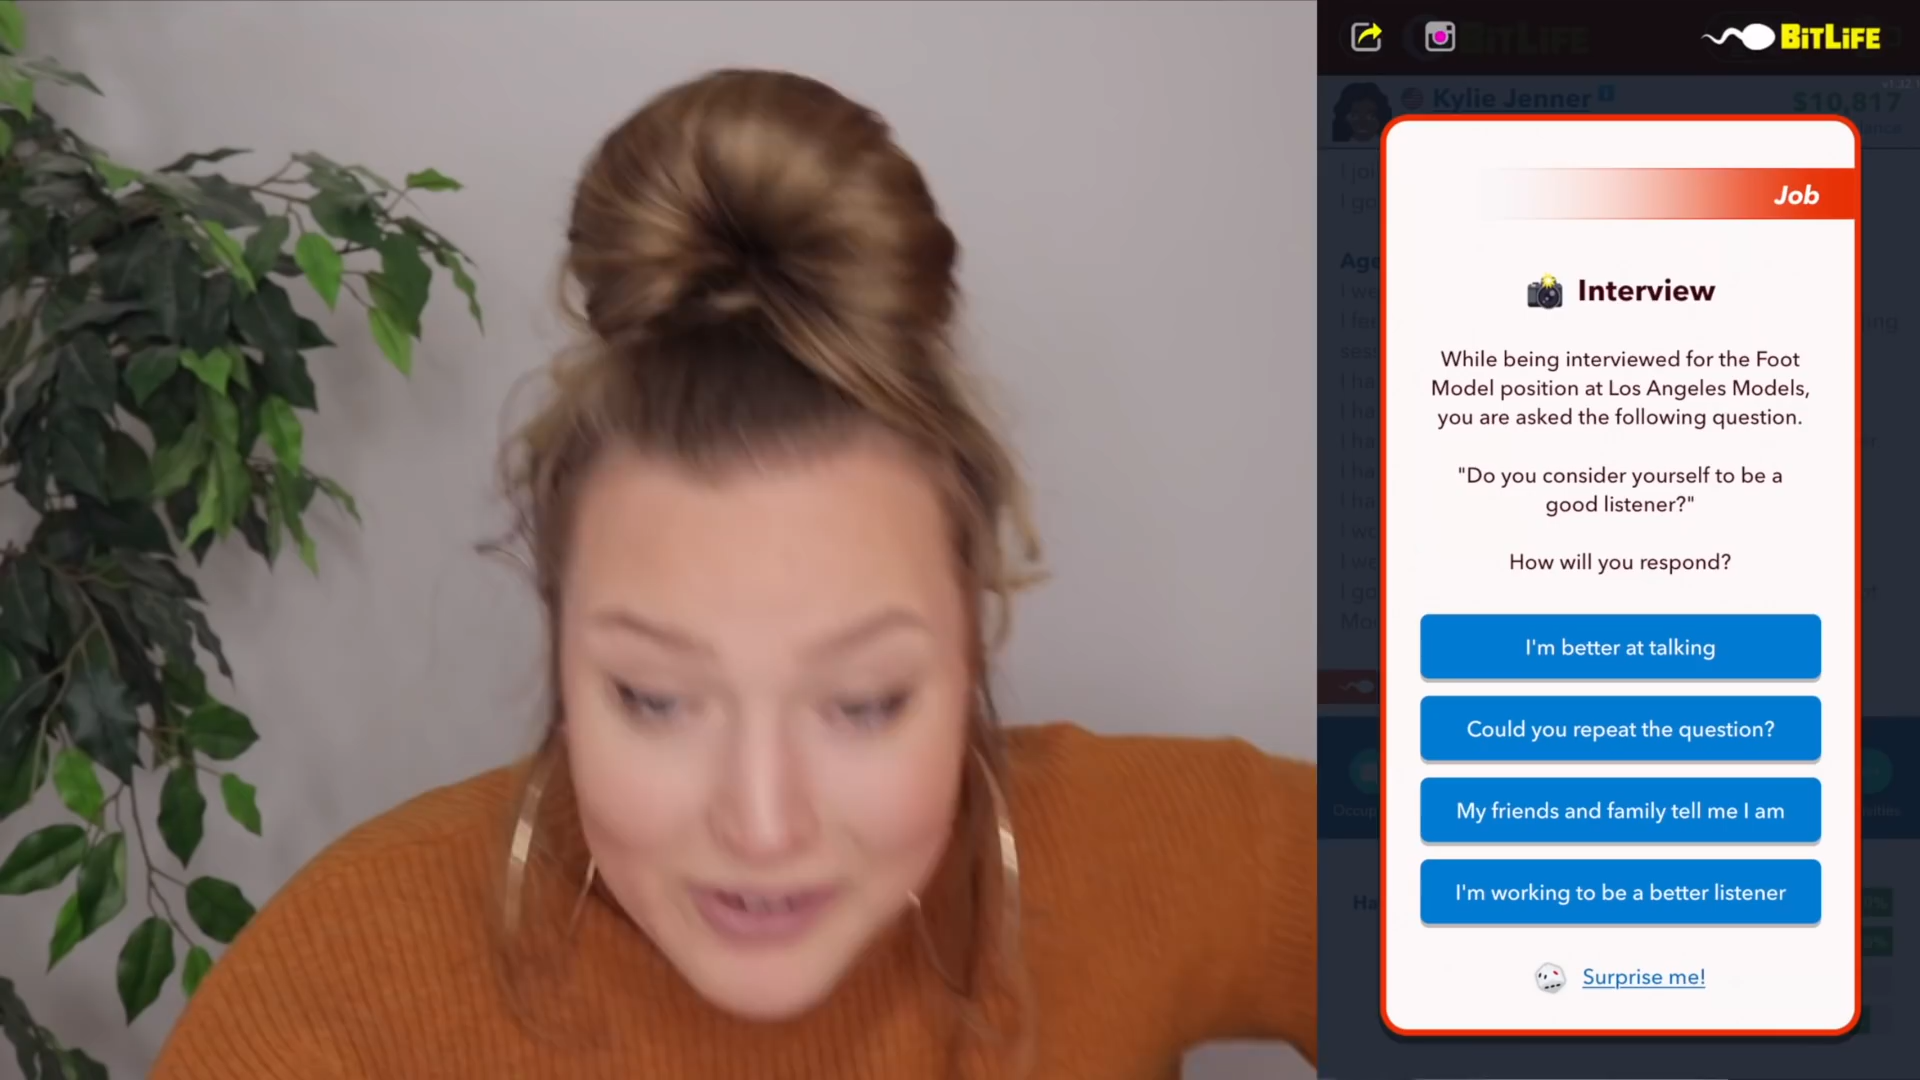 BitLife
Kylie Jenner
$10,817
Job
Interview
While being interviewed for the Foot
Model position at Los Angeles Models,
you are asked the following question.
"Do you consider yourself to be a
good listener?"
How will you respond?
I'm better at talking
Could you repeat the question?
My friends and family tell me I am
I'm working to be a better listener
Surprise me!